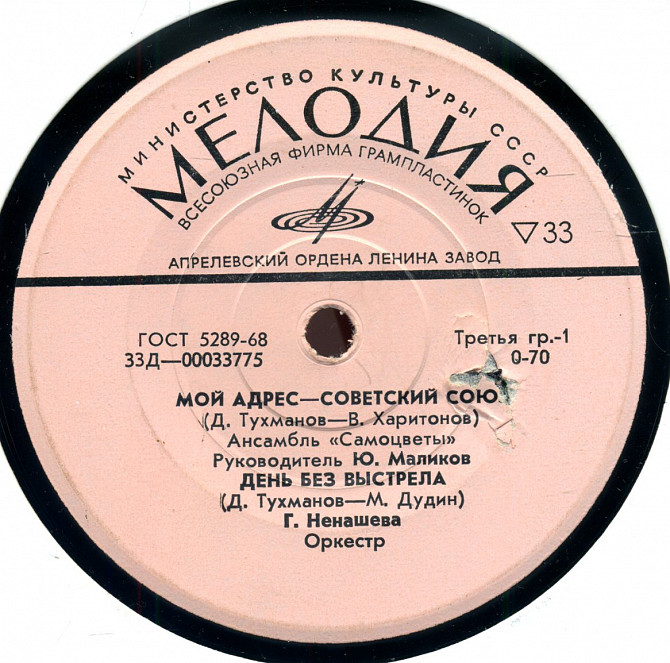 МИНИСТЕРСТВО КУЛЬТУРЫ СССР
МЕЛОДИЯ
ВСЕСОЮЗНАЯ ФИРМА ГРАМПЛАСТИНОК
▽33
АПРЕЛЕВСКИЙ ОРДЕНА ЛЕНИНА ЗАВОД
ГОСТ 5289-68
Третья гр.-1
33Д—00033775
0-70
МОЙ АДРЕС—СОВЕТСКИЙ СОЮ
(Д. Тухманов—В. Харитонов)
Ансамбль «Самоцветы»
Руководитель Ю. Маликов
ДЕНЬ БЕЗ ВЫСТРЕЛА
(Д. Тухманов—М. Дудин)
Г. Ненашева
Оркестр